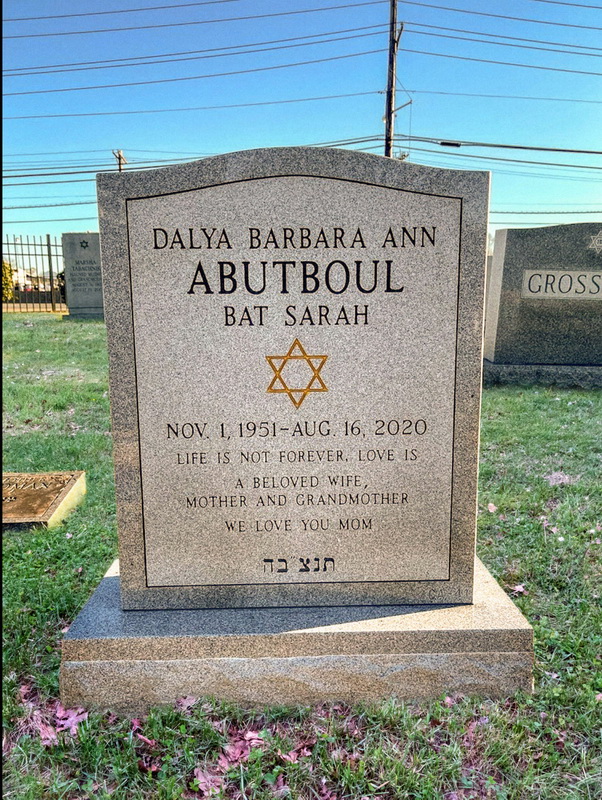 DALYA BARBARA ANN
ABUTBOUL
BAT SARAH
NOV. 1, 1951-AUG. 16, 2020
LIFE IS NOT FOREVER, LOVE IS
A BELOVED WIFE,
MOTHER AND GRANDMOTHER
WE LOVE YOU MOM
תנצ״בה
GROSS
MARTHA